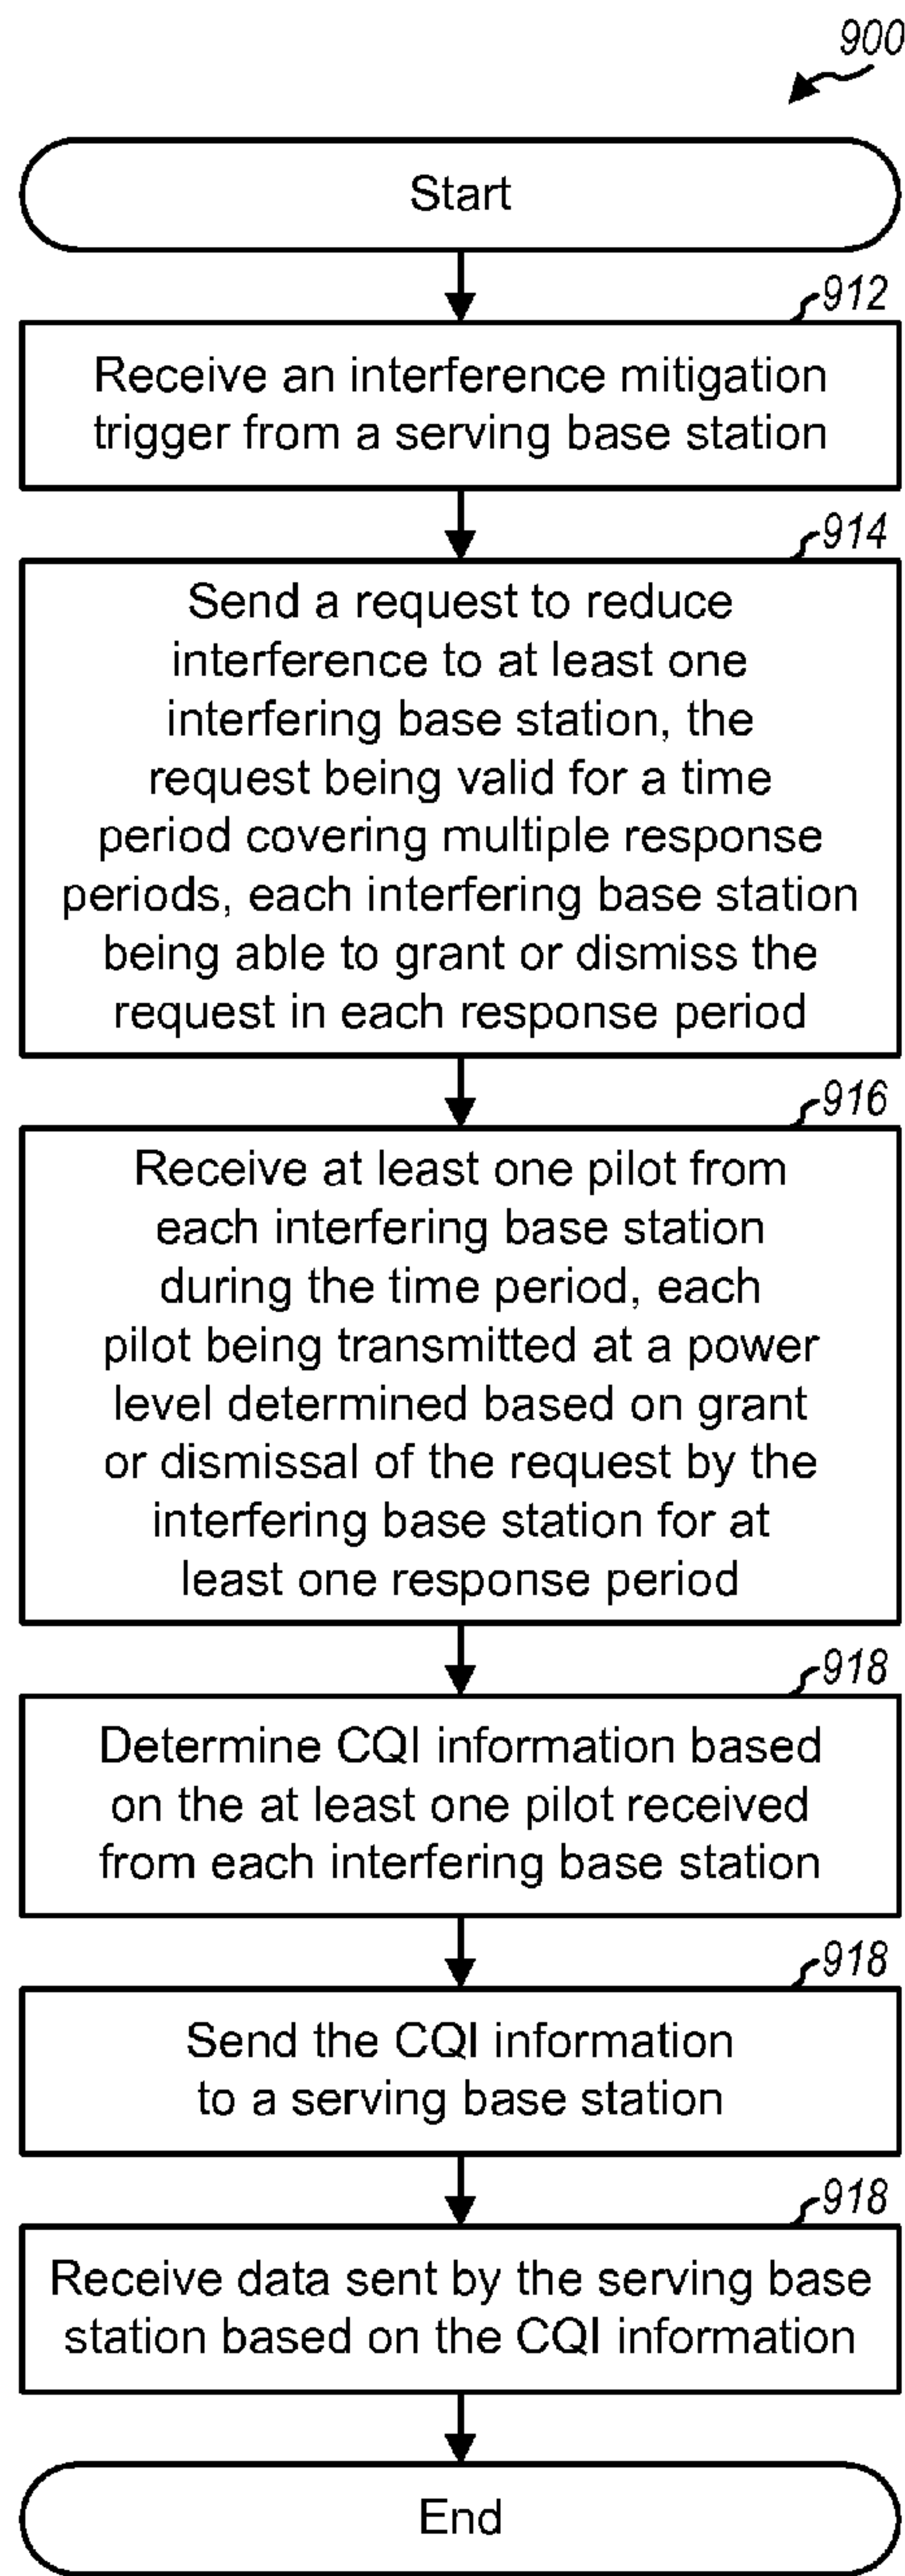 900
Start
912
Receive an interference mitigation
trigger from a serving base station
914
Send a request to reduce
interference to at least one
interfering base station, the
request being valid for a time
period covering multiple response
periods, each interfering base station
being able to grant or dismiss the
request in each response period
916
Receive at least one pilot from
each interfering base station
during the time period, each
pilot being transmitted at a power
level determined based on grant
or dismissal of the request by the
interfering base station for at
least one response period
918
Determine CQI information based
on the at least one pilot received
from each interfering base station
918
Send the CQI information
to a serving base station
918
Receive data sent by the serving base
station based on the CQI information
End